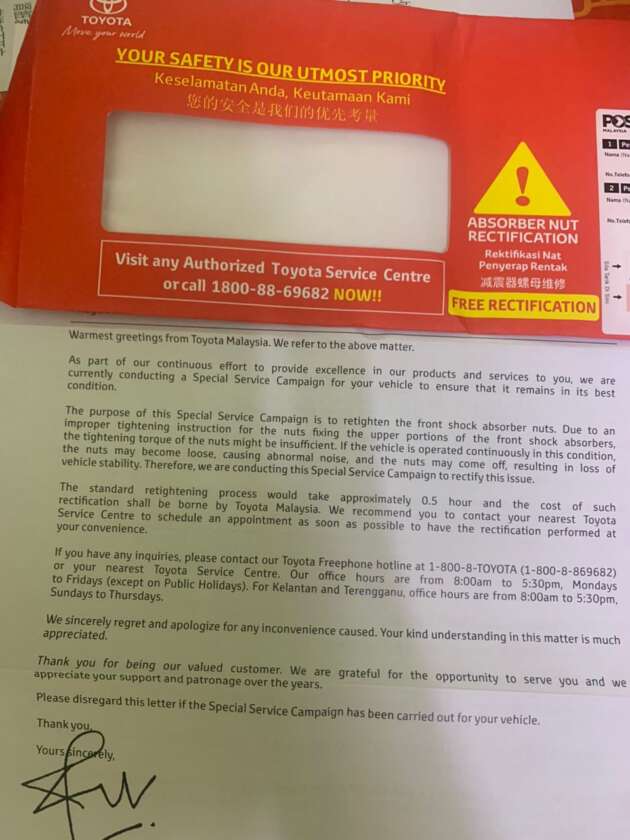 TOYOTA
Move your world
YOUR SAFETY IS OUR UTMOST PRIORITY
Keselamatan Anda, Keutamaan Kami
您的安全是我们的优先考量
ABSORBER NUT
RECTIFICATION
Rektifikasi Nat
Penyerap Rentak
减震器螺母维修
FREE RECTIFICATION
Visit any Authorized Toyota Service Centre
or call 1800-88-69682 NOW!!
POS
MALAYSIA
1 Pe
Name (Na
No.Telefo
2 Pe
Name (Na
No.Telefo
Warmest greetings from Toyota Malaysia. We refer to the above matter.
As part of our continuous effort to provide excellence in our products and services to you, we are
currently conducting a Special Service Campaign for your vehicle to ensure that it remains in its best
condition.
The purpose of this Special Service Campaign is to retighten the front shock absorber nuts. Due to an
improper tightening instruction for the nuts fixing the upper portions of the front shock absorbers,
the tightening torque of the nuts might be insufficient. If the vehicle is operated continuously in this condition,
the nuts may become loose, causing abnormal noise, and the nuts may come off, resulting in loss of
vehicle stability. Therefore, we are conducting this Special Service Campaign to rectify this issue.
The standard retightening process would take approximately 0.5 hour and the cost of such
rectification shall be borne by Toyota Malaysia. We recommend you to contact your nearest Toyota
Service Centre to schedule an appointment as soon as possible to have the rectification performed at
your convenience.
If you have any inquiries, please contact our Toyota Freephone hotline at 1-800-8-TOYOTA (1-800-8-869682)
or your nearest Toyota Service Centre. Our office hours are from 8:00am to 5:30pm, Mondays
to Fridays (except on Public Holidays). For Kelantan and Terengganu, office hours are from 8:00am to 5:30pm,
Sundays to Thursdays.
We sincerely regret and apologize for any inconvenience caused. Your kind understanding in this matter is much
appreciated.
Thank you for being our valued customer. We are grateful for the opportunity to serve you and we
appreciate your support and patronage over the years.
Please disregard this letter if the Special Service Campaign has been carried out for your vehicle.
Thank you,
Yours sincerely,